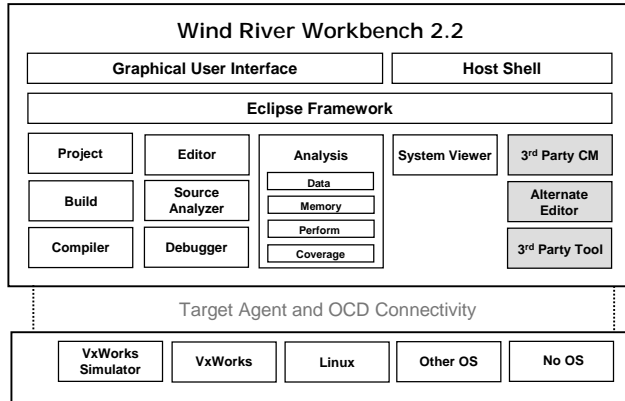 Wind River Workbench 2.2
Graphical User Interface
Host Shell
Eclipse Framework
Project
Editor
Analysis
System Viewer
3rd Party CM
Data
Build
Source
Analyzer
Memory
Alternate
Editor
Perform
Compiler
Debugger
Coverage
3rd Party Tool
Target Agent and OCD Connectivity
VxWorks
Simulator
VxWorks
Linux
Other OS
No OS